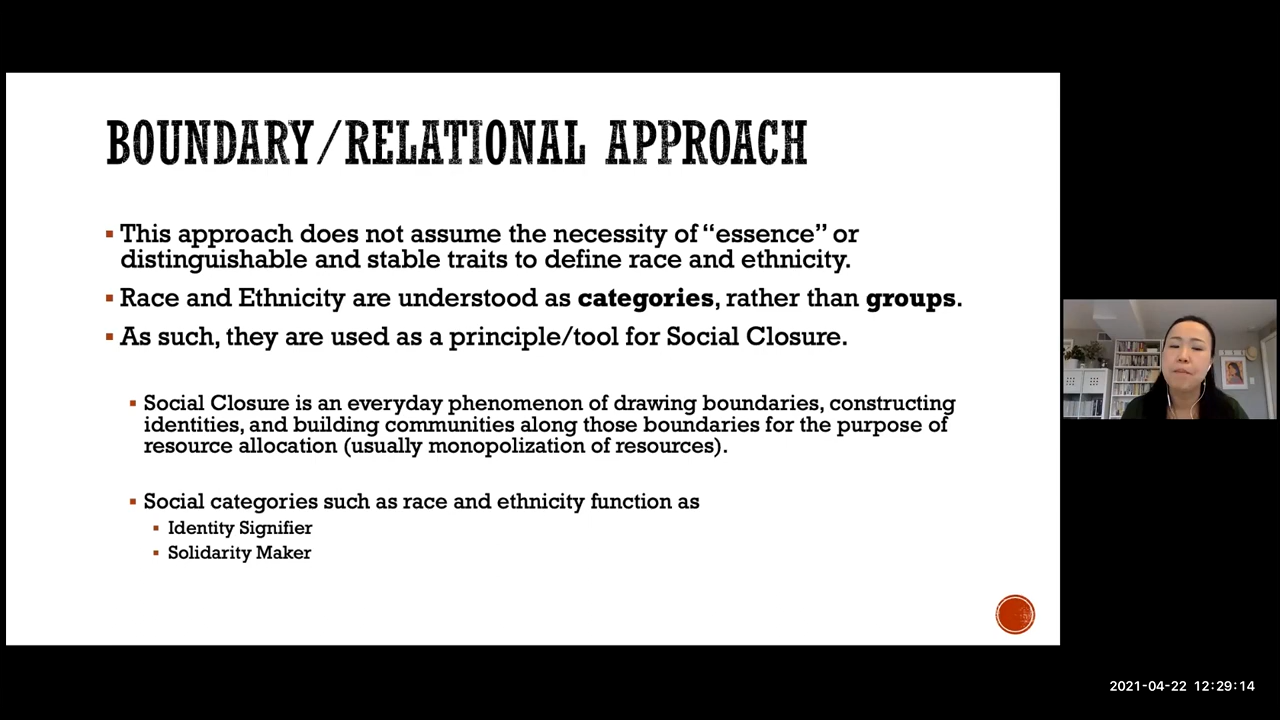 BOUNDARY/RELATIONAL APPROACH
▪ This approach does not assume the necessity of “essence” or
distinguishable and stable traits to define race and ethnicity.
▪ Race and Ethnicity are understood as categories, rather than groups.
▪ As such, they are used as a principle/tool for Social Closure.
▪ Social Closure is an everyday phenomenon of drawing boundaries, constructing
identities, and building communities along those boundaries for the purpose of
resource allocation (usually monopolization of resources).
▪ Social categories such as race and ethnicity function as
▪ Identity Signifier
▪ Solidarity Maker
2021-04-22 12:29:14